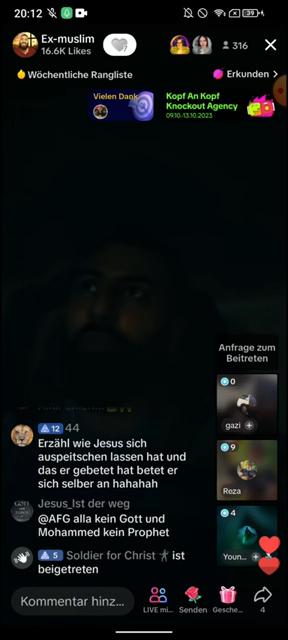 20:12
39
Ex-muslim
16.6K Likes
316
Wöchentliche Rangliste
Erkunden >
Vielen Dank
Kopf An Kopf
Knockout Agency
09.10.-13.10.2023
Anfrage zum
Beitreten
0
gazi +
9
Reza
4
Youn... +
12 44
Erzähl wie Jesus sich
auspeitschen lassen hat und
das er gebetet hat betet er
sich selber an hahahah
Jesus_Ist der weg
@AFG alla kein Gott und
Mohammed kein Prophet
5 Soldier for Christ ist
beigetreten
Kommentar hinz...
LIVE mi...
Senden
Gesche...
4